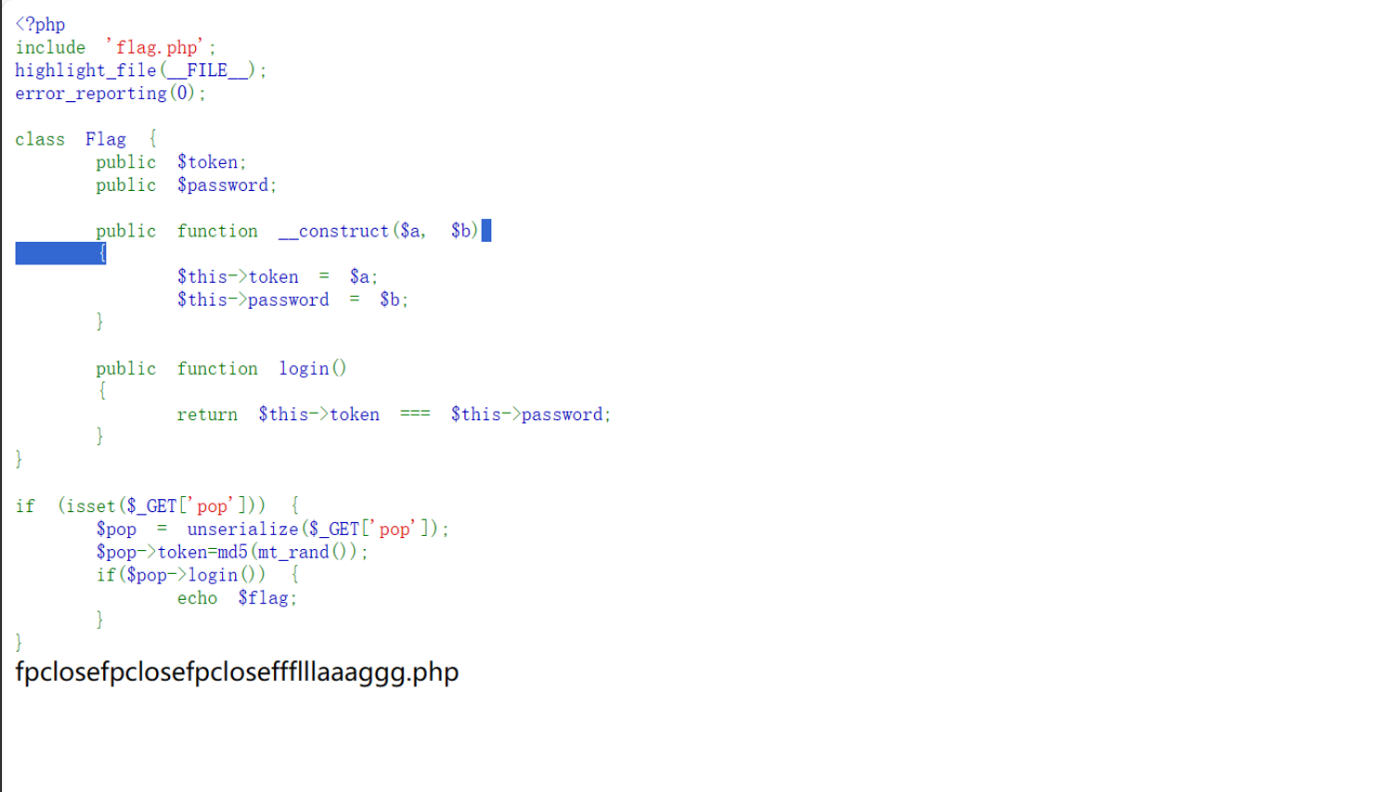 <?php
include 'flag.php';
highlight_file(__FILE__);
error_reporting(0);
class Flag {
public $token;
public $password;
public function __construct($a, $b)
{
$this->token = $a;
$this->password = $b;
}
public function login()
{
return $this->token === $this->password;
}
}
if (isset($_GET['pop'])) {
$pop = unserialize($_GET['pop']);
$pop->token=md5(mt_rand());
if($pop->login()) {
echo $flag;
}
}
fpclosefpclosefpcloseffflllaaaggg.php